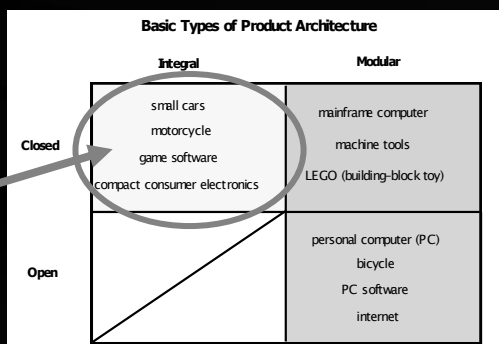 Basic Types of Product Architecture
Integral
Modular
Closed
small cars
motorcycle
game software
compact consumer electronics
mainframe computer
machine tools
LEGO (building-block toy)
Open
personal computer (PC)
bicycle
PC software
internet